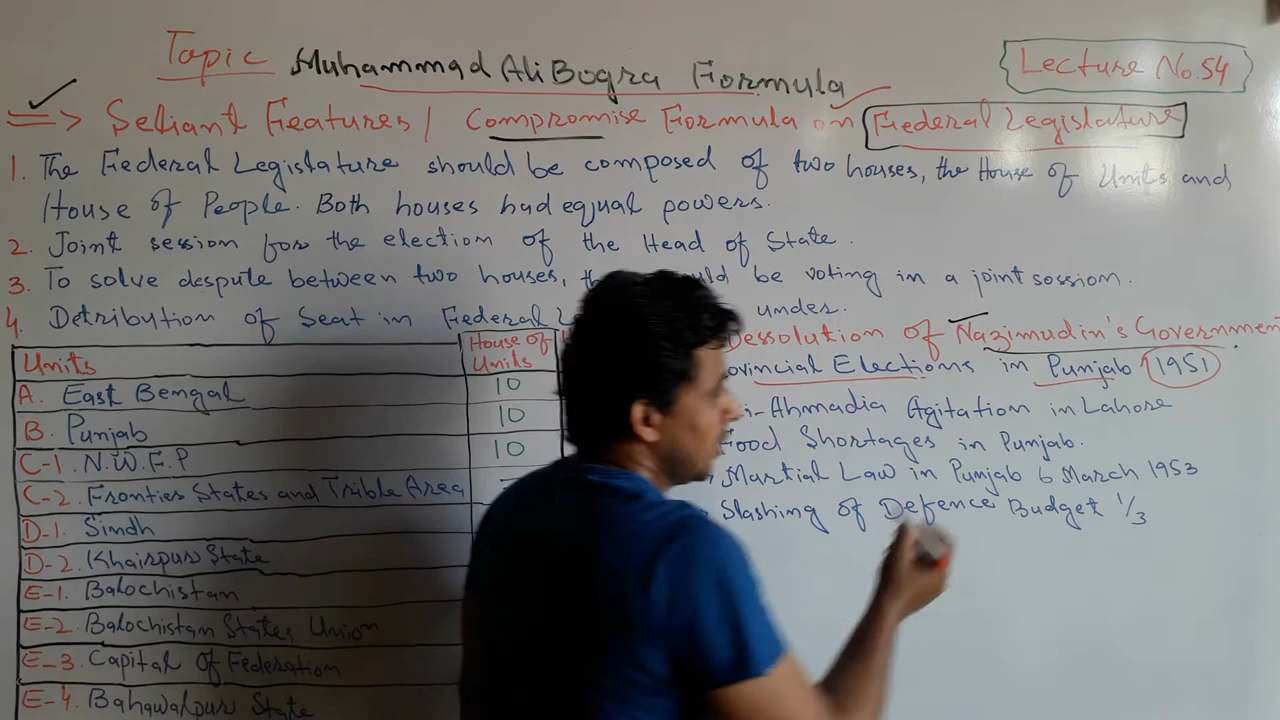 Topic Muhammad Ali Bogra Formula
Lecture No.54
=> Seliant Features / Compromise Formula on Federal Legislature
1. The Federal Legislature should be composed of two houses, the House of Units and
House of People. Both houses had equal powers.
2. Joint session for the election of the Head of State.
3. To solve despute between two houses, be voting in a joint sossion.
4. Detribution of Seat in Federal under.
Units House of Units
A. East Bengal 10
B. Punjab 10
C-1. N.W.F.P 10
C-2. Fronties States and Trible Area
D-1. Sindh
D-2. Khairpur State
E-1. Balochistan
E-2. Balochistan States Union
E-3. Capital Of Federation
E-4. Bahawalpur State
Dessolution of Nazimudin's Government
Elections in Punjab 1951
Ahmadia Agitation in Lahore
Food Shortages in Punjab.
Martial Law in Punjab 6 March 1953
Slashing of Defence Budget 1/3